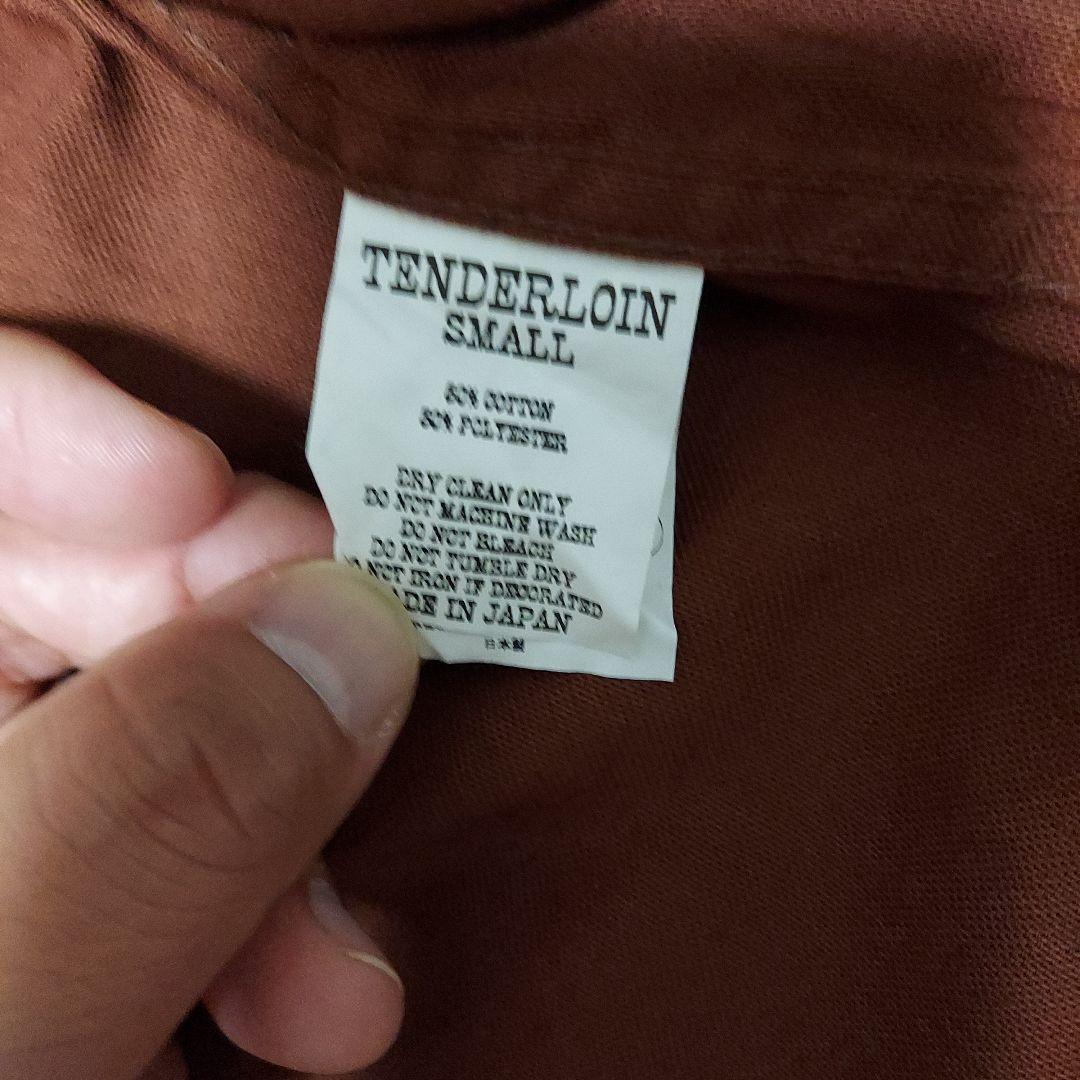 TENDERLOIN
SMALL
50% COTTON
50% POLYESTER
DRY CLEAN ONLY
DO NOT MACHINE WASH
DO NOT BLEACH
DO NOT TUMBLE DRY
NOT IRON IF DECORATED
MADE IN JAPAN
日本製